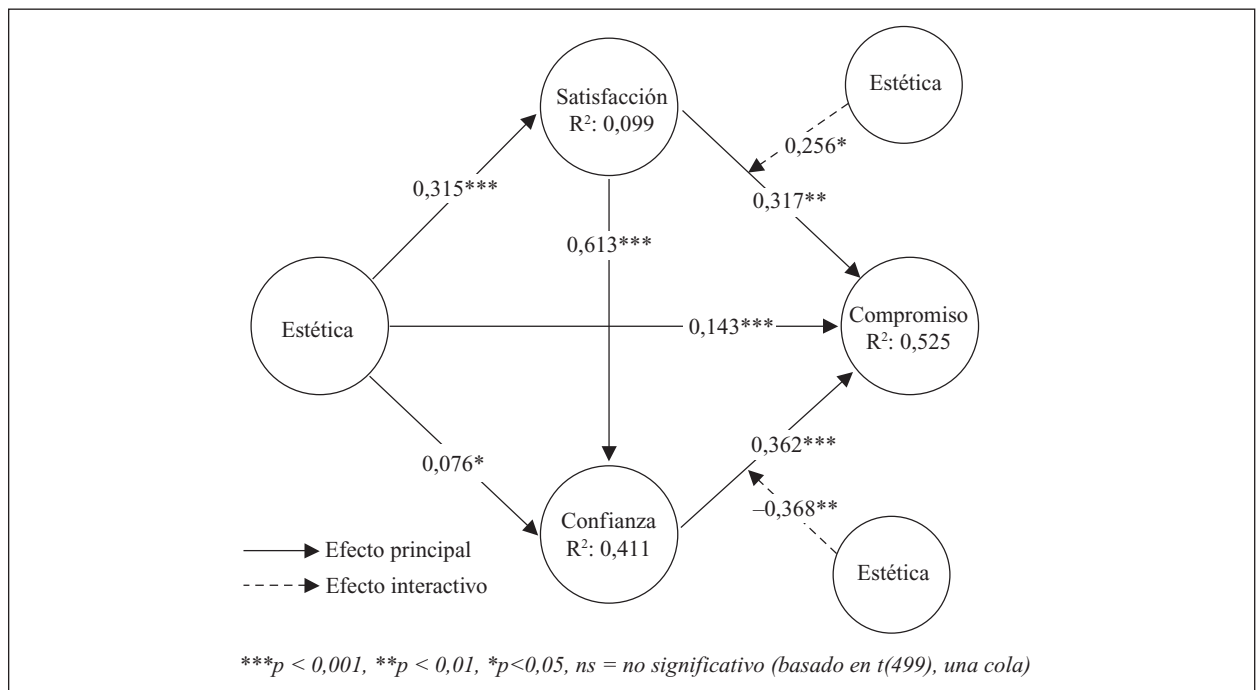 Satisfacción
R²: 0,099
Estética
0,256*
0,315***
0,317**
0,613***
Estética
0,143***
Compromiso
R²: 0,525
0,076*
0,362***
–0,368**
Confianza
R²: 0,411
Estética
Efecto principal
Efecto interactivo
***p < 0,001, **p < 0,01, *p<0,05, ns = no significativo (basado en t(499), una cola)